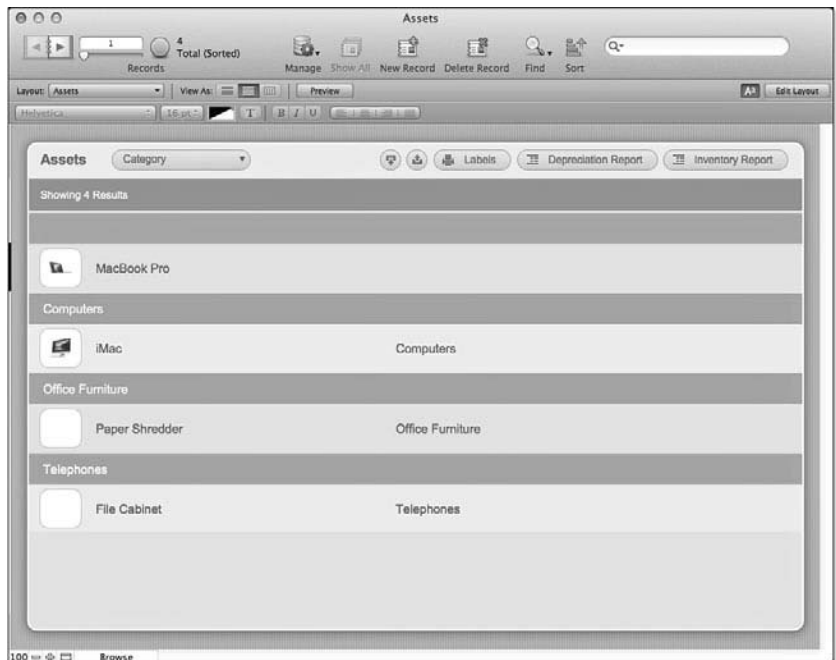 Assets
1
4
Total (Sorted)
Records
Manage Show All New Record Delete Record Find Sort
Layout: Assets View As: Preview Aa Edit Layout
Helvetica 16 pt T B I U
Assets Category Labels Depreciation Report Inventory Report
Showing 4 Results
MacBook Pro
Computers
iMac Computers
Office Furniture
Paper Shredder Office Furniture
Telephones
File Cabinet Telephones
100 Browse